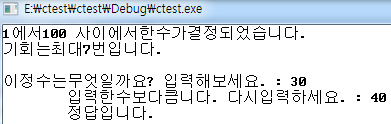 E:\ctest\ctest\Debug\ctest.exe
1에서100 사이에서한수가결정되었습니다.
기회는최대7번입니다.
이정수는무엇일까요? 입력해보세요. : 30
입력한수보다큽니다. 다시입력하세요. : 40
정답입니다.